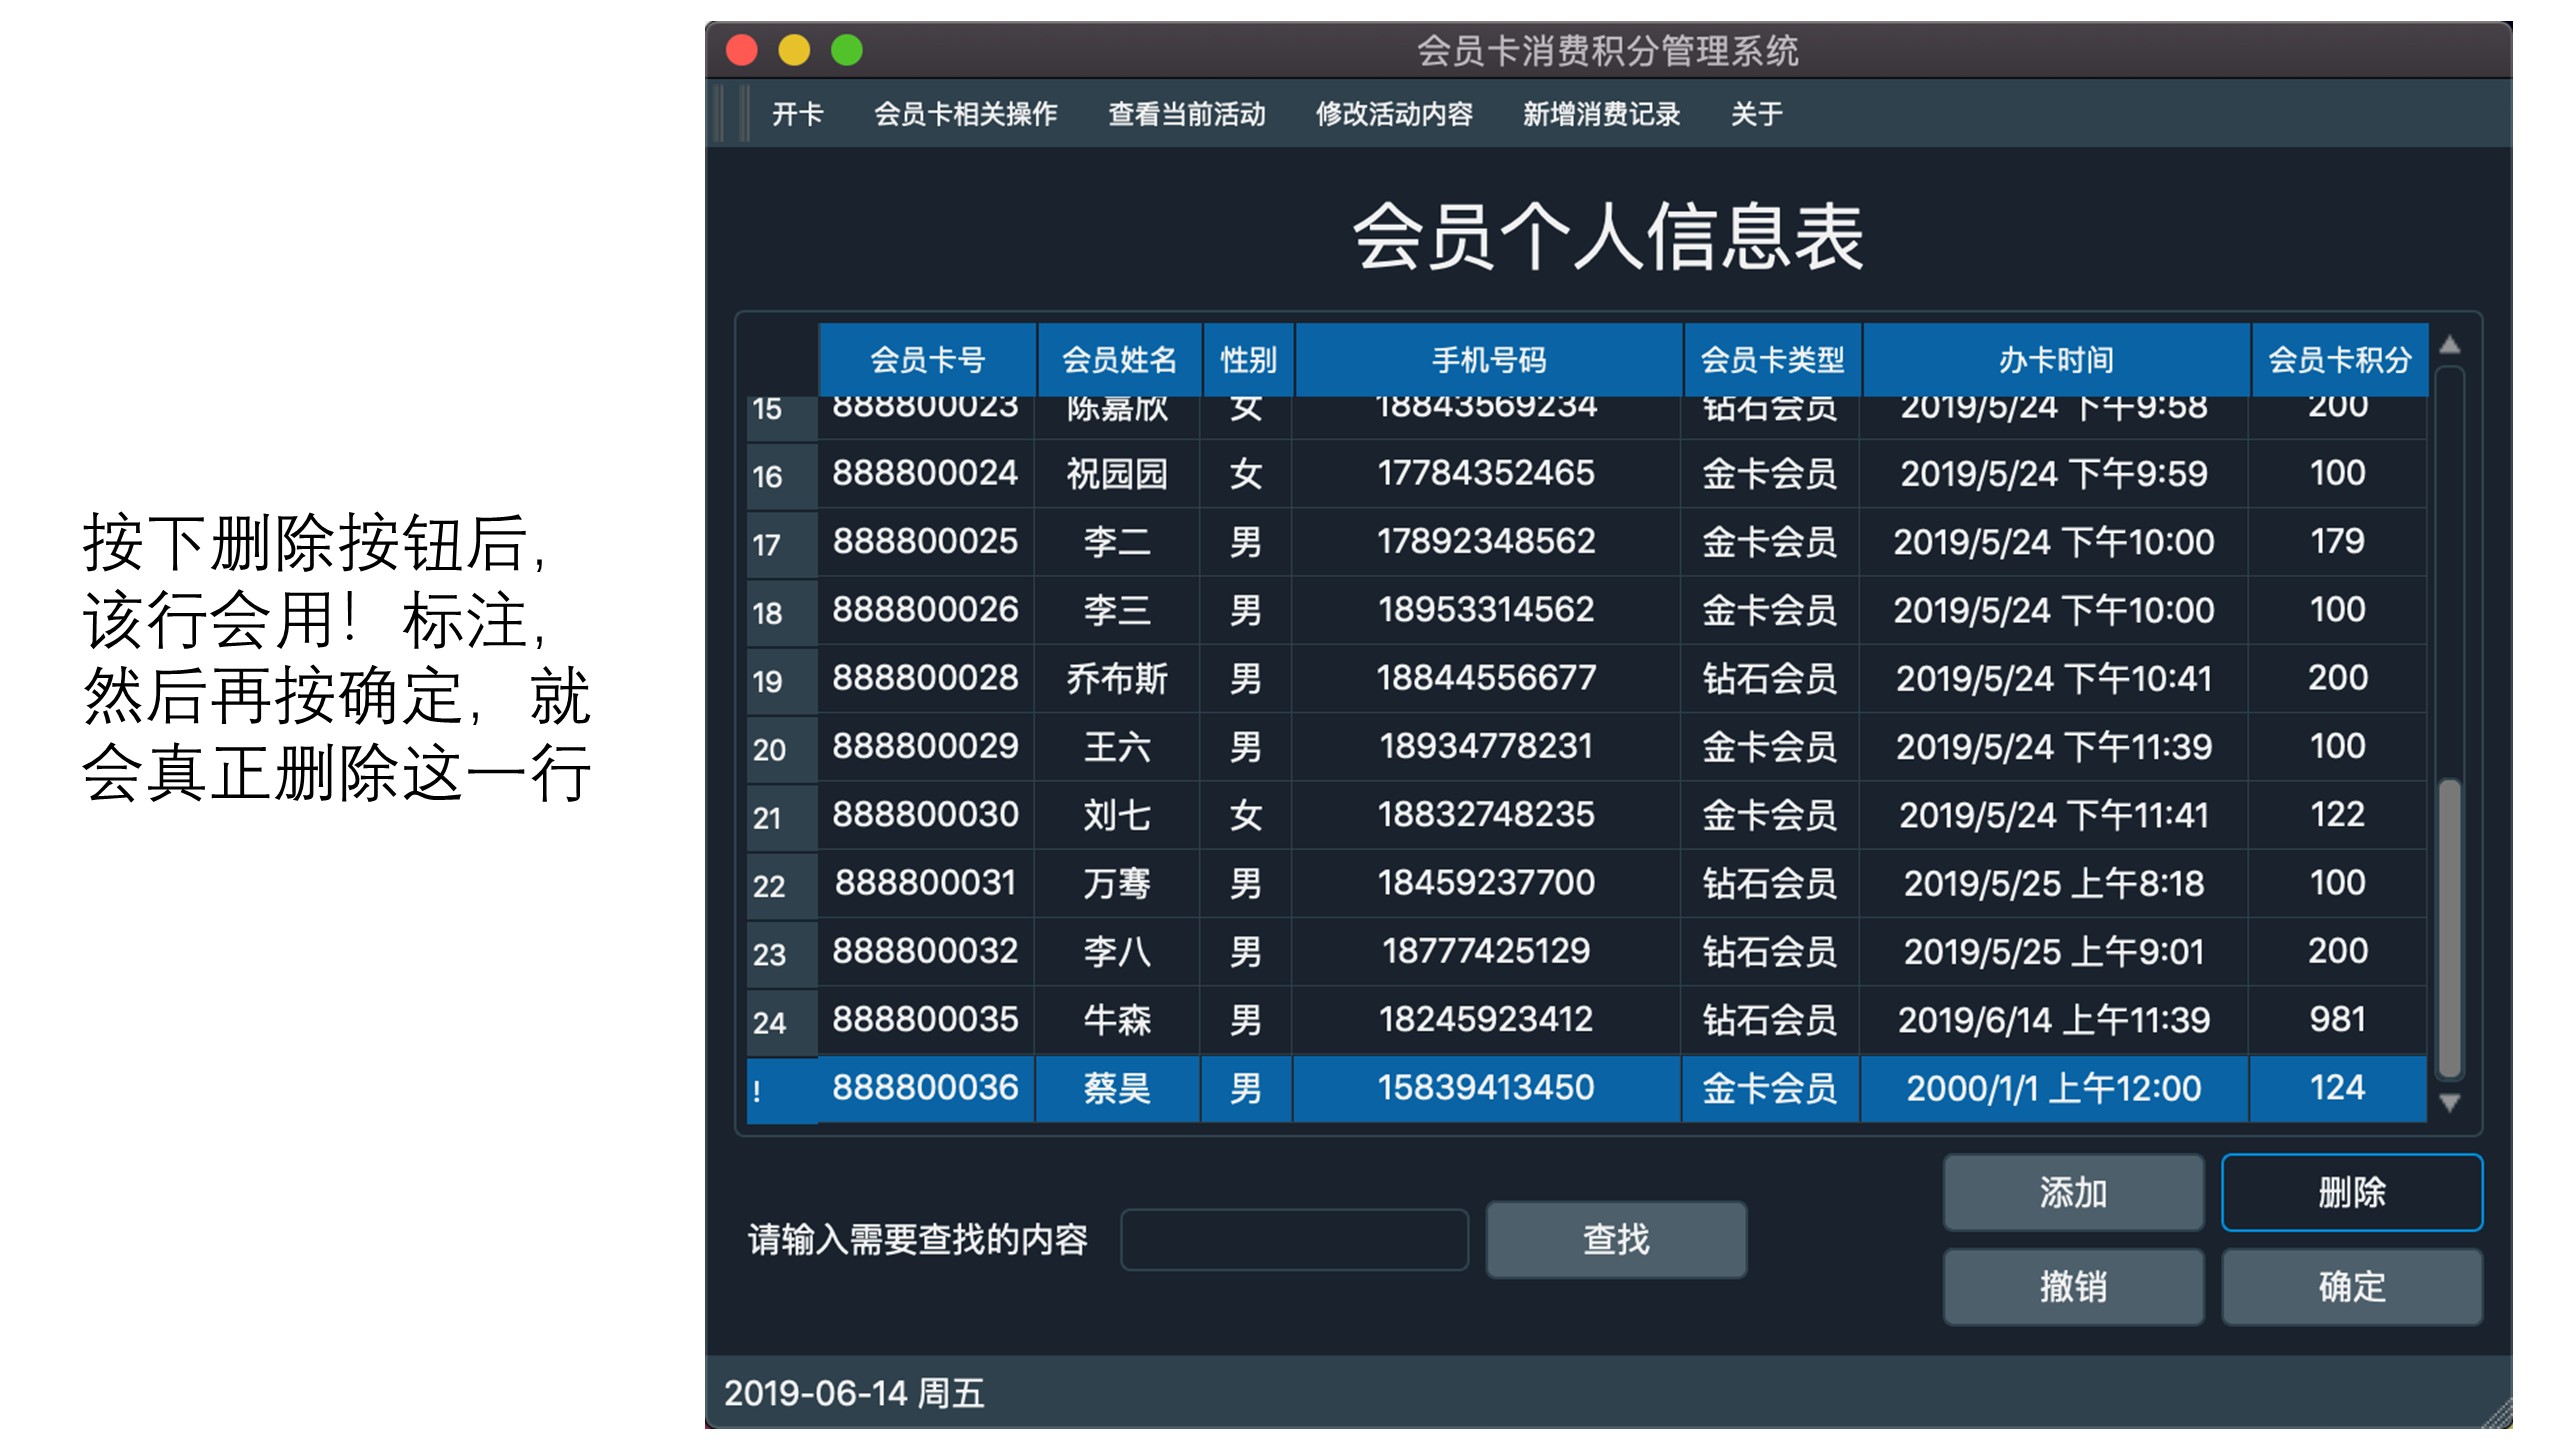 按下删除按钮后，
该行会用！标注，
然后再按确定，就
会真正删除这一行
会员卡消费积分管理系统
开卡 会员卡相关操作 查看当前活动 修改活动内容 新增消费记录 关于
会员个人信息表
会员卡号 会员姓名 性别 手机号码 会员卡类型 办卡时间 会员卡积分
15 888800023 陈嘉欣 女 18843569234 钻石会员 2019/5/24 下午9:58 200
16 888800024 祝园园 女 17784352465 金卡会员 2019/5/24 下午9:59 100
17 888800025 李二 男 17892348562 金卡会员 2019/5/24 下午10:00 179
18 888800026 李三 男 18953314562 金卡会员 2019/5/24 下午10:00 100
19 888800028 乔布斯 男 18844556677 钻石会员 2019/5/24 下午10:41 200
20 888800029 王六 男 18934778231 金卡会员 2019/5/24 下午11:39 100
21 888800030 刘七 女 18832748235 金卡会员 2019/5/24 下午11:41 122
22 888800031 万骞 男 18459237700 钻石会员 2019/5/25 上午8:18 100
23 888800032 李八 男 18777425129 钻石会员 2019/5/25 上午9:01 200
24 888800035 牛森 男 18245923412 钻石会员 2019/6/14 上午11:39 981
! 888800036 蔡昊 男 15839413450 金卡会员 2000/1/1 上午12:00 124
添加 删除
请输入需要查找的内容 查找
撤销 确定
2019-06-14 周五